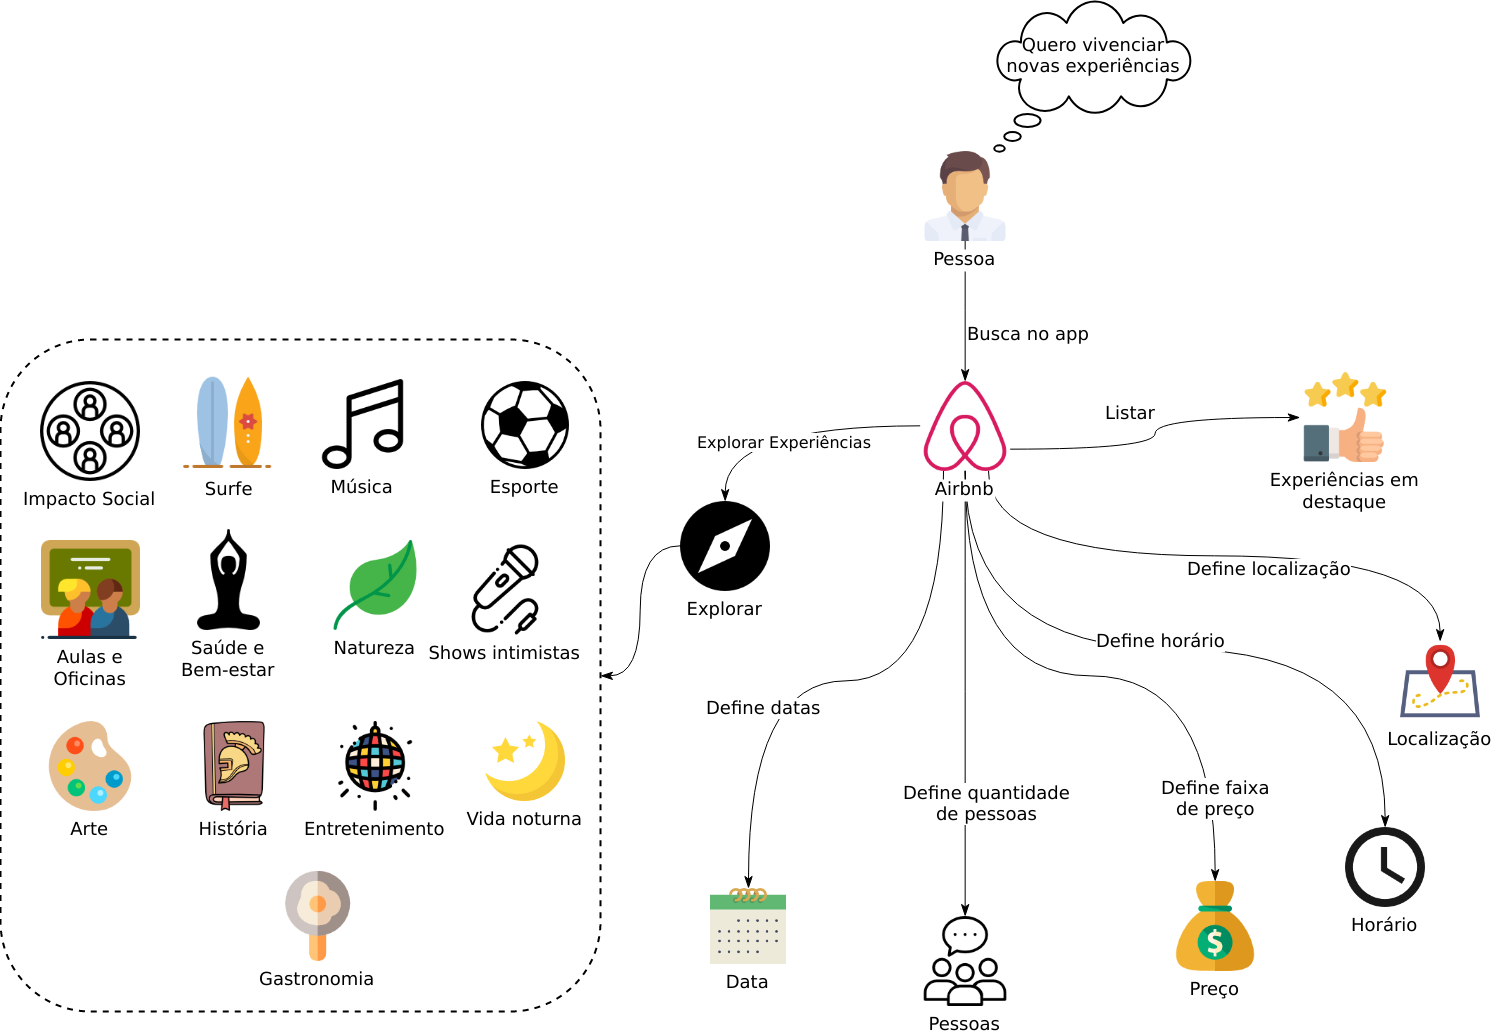 Quero vivenciar
novas experiências
Pessoa
Busca no app
Listar
Explorar Experiências
Airbnb
Experiências em
destaque
Impacto Social
Surfe
Música
Esporte
Explorar
Define localização
Aulas e
Oficinas
Saúde e
Bem-estar
Natureza
Shows intimistas
Define horário
Define datas
Localização
Define quantidade
de pessoas
Define faixa
de preço
Arte
História
Entretenimento
Vida noturna
Horário
$
Gastronomia
Data
Preço
Pessoas